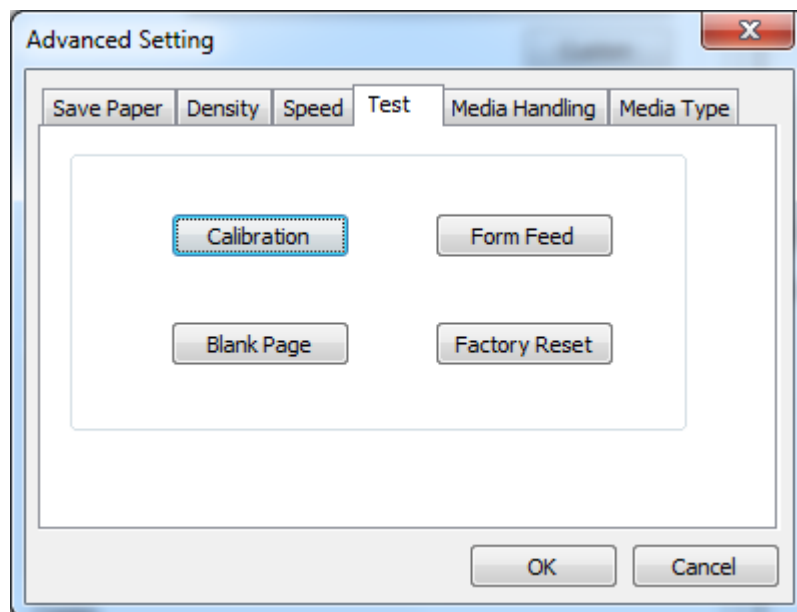 Advanced Setting
Save Paper Density Speed Test Media Handling Media Type
Calibration Form Feed
Blank Page Factory Reset
OK Cancel